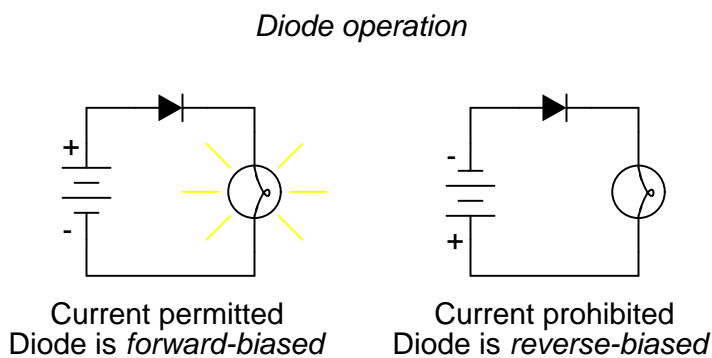 Diode operation
+
-
-
+
Current permitted
Diode is forward-biased
Current prohibited
Diode is reverse-biased